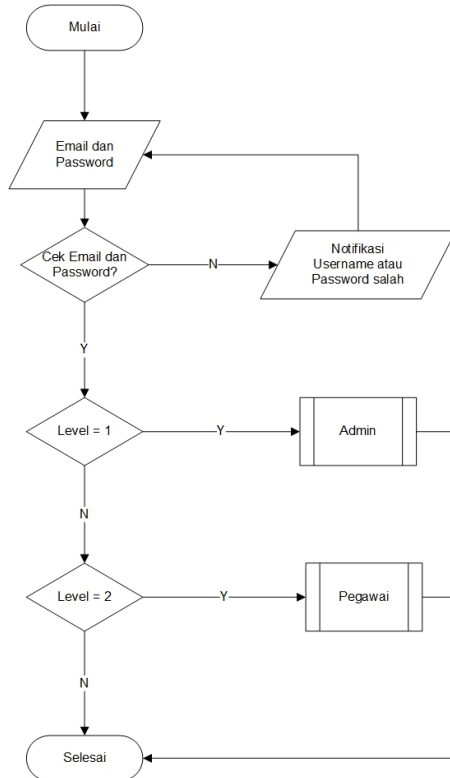 Mulai
Email dan
Password
Cek Email dan
Password?
N
Notifikasi
Username atau
Password salah
Y
Level = 1
Y
Admin
N
Level = 2
Y
Pegawai
N
Selesai